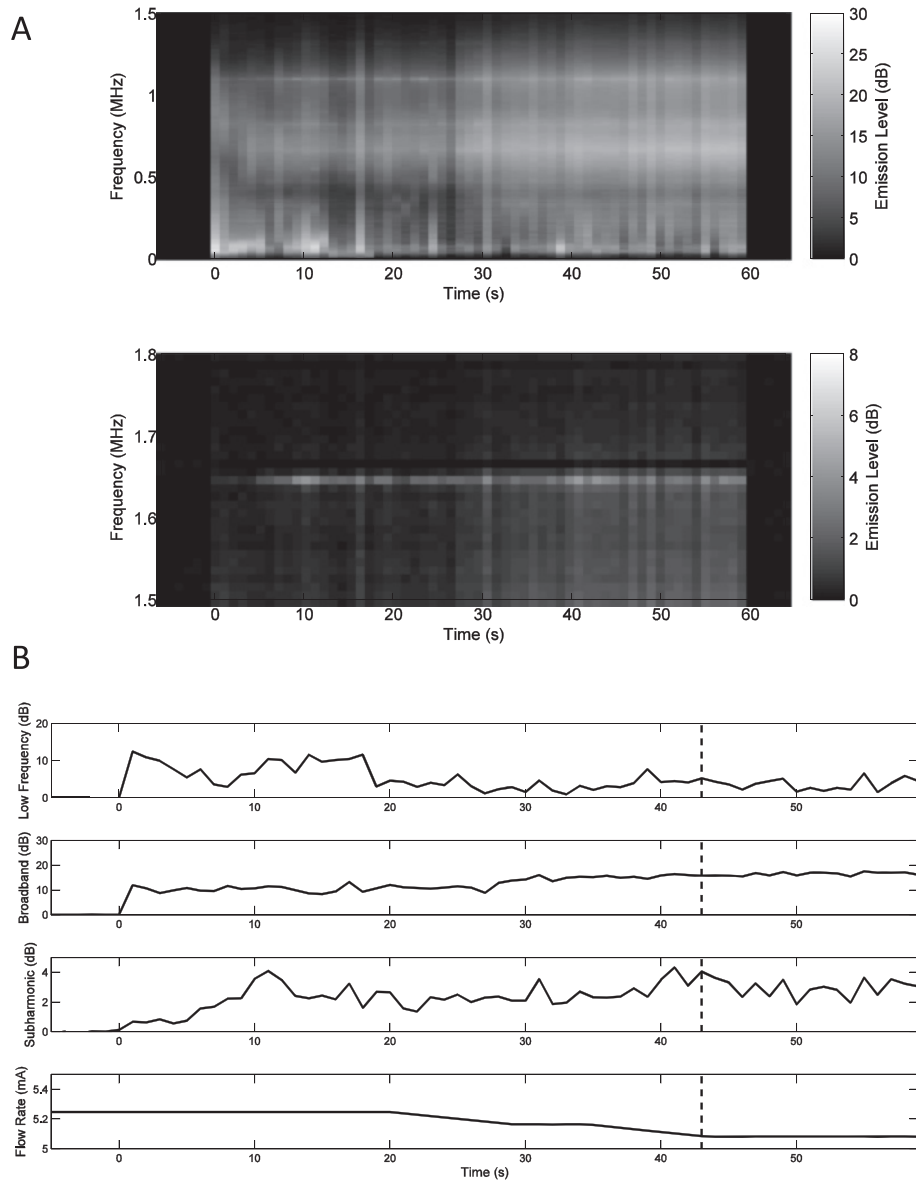 A
1.5
1
0.5
0
Frequency (MHz)
0 10 20 30 40 50 60
Time (s)
30
25
20
15
10
5
0
Emission Level (dB)
1.8
1.7
1.6
1.5
Frequency (MHz)
0 10 20 30 40 50 60
Time (s)
8
6
4
2
0
Emission Level (dB)
B
Low Frequency (dB)
20
10
0
0 10 20 30 40 50
Broadband (dB)
30
20
10
0
0 10 20 30 40 50
Subharmonic (dB)
4
2
0
0 10 20 30 40 50
Flow Rate (mA)
5.4
5.2
5
0 10 20 30 40 50
Time (s)